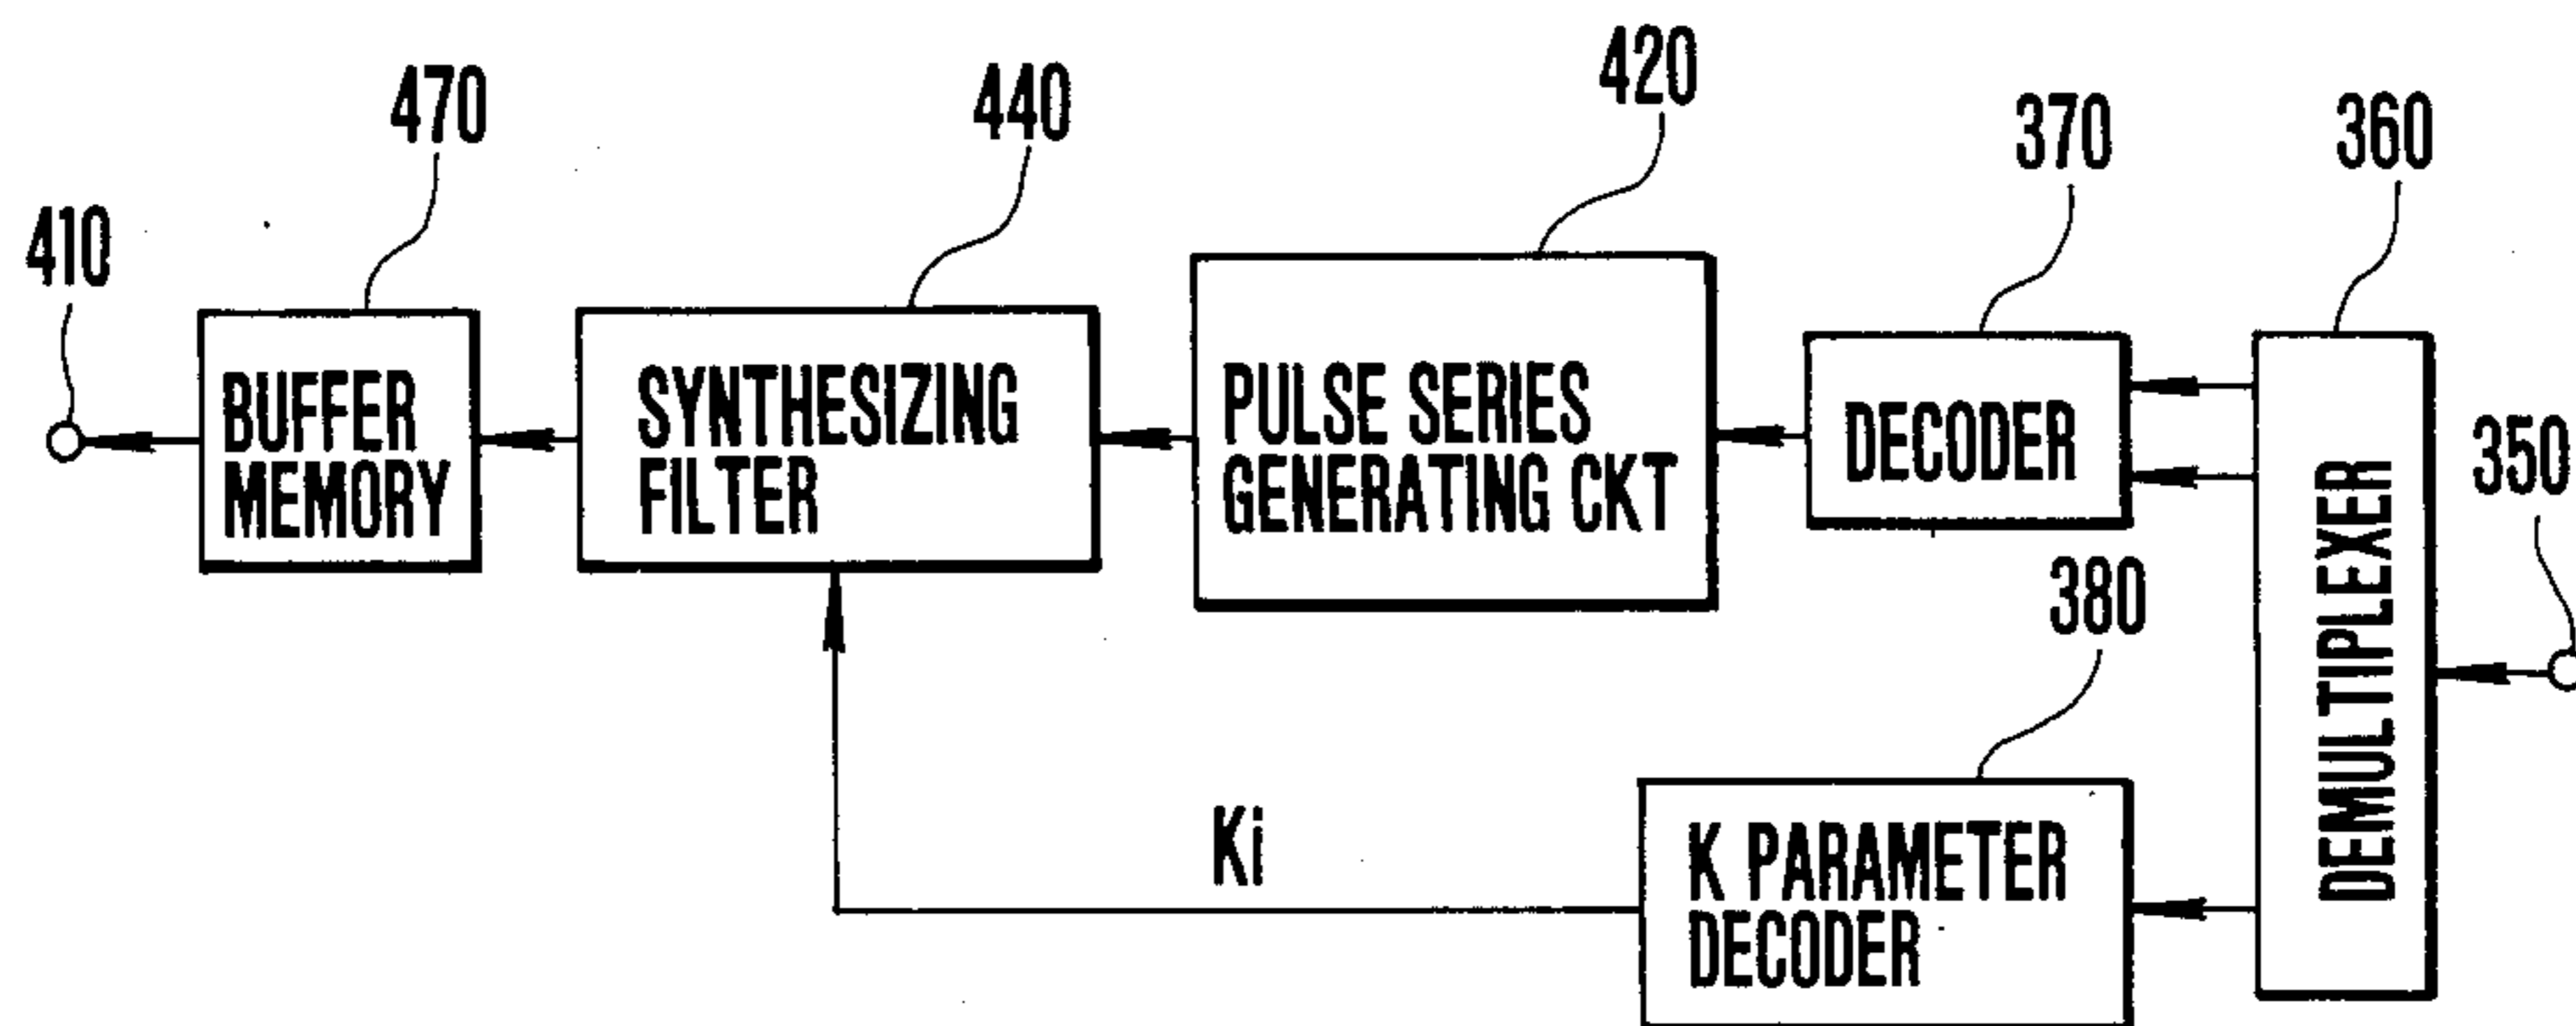 420
470
440
370
360
410
BUFFER
MEMORY
SYNTHESIZING
FILTER
PULSE SERIES
GENERATING CKT
DECODER
DEMULTIPLEXER
350
380
Ki
K PARAMETER
DECODER